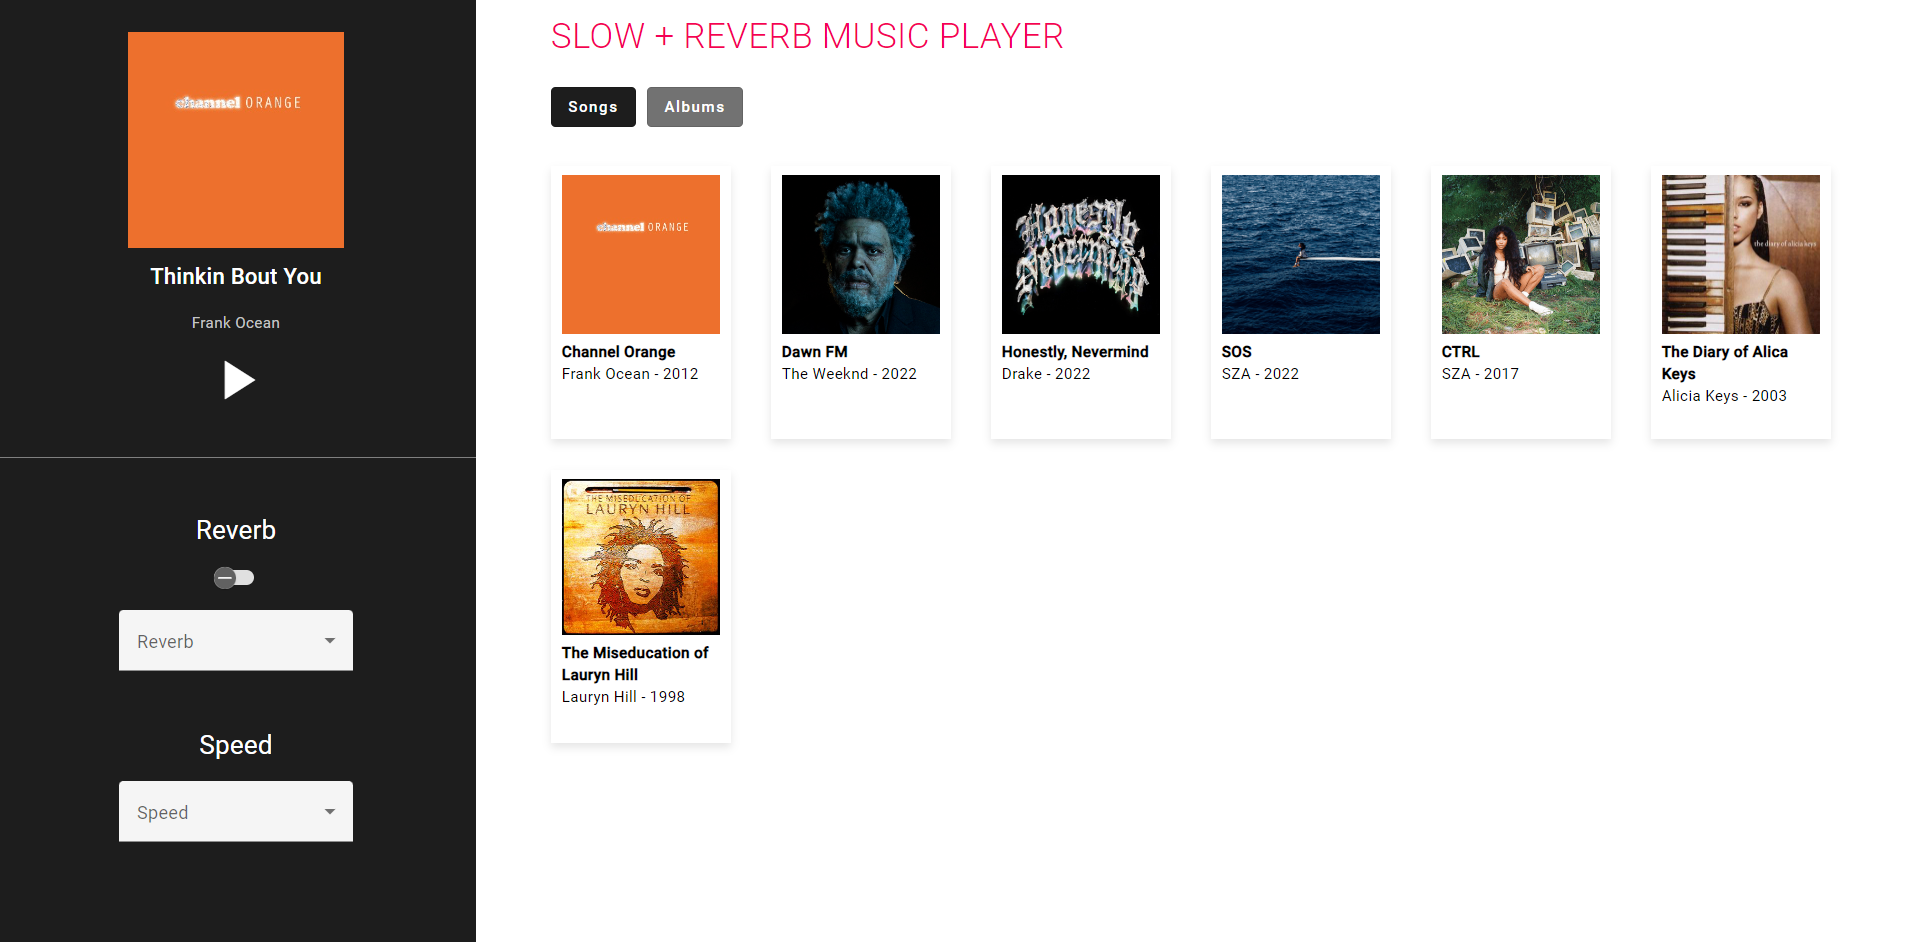 channel ORANGE
Thinkin Bout You
Frank Ocean
Reverb
Reverb
Speed
Speed
SLOW + REVERB MUSIC PLAYER
Songs
Albums
channel ORANGE
Channel Orange
Frank Ocean - 2012
Dawn FM
The Weeknd - 2022
Honestly,
Nevermind
Honestly, Nevermind
Drake - 2022
SOS
SZA - 2022
CTRL
SZA - 2017
the diary of alicia keys
The Diary of Alica
Keys
Alicia Keys - 2003
THE MISEDUCATION OF
LAURYN HILL
The Miseducation of
Lauryn Hill
Lauryn Hill - 1998